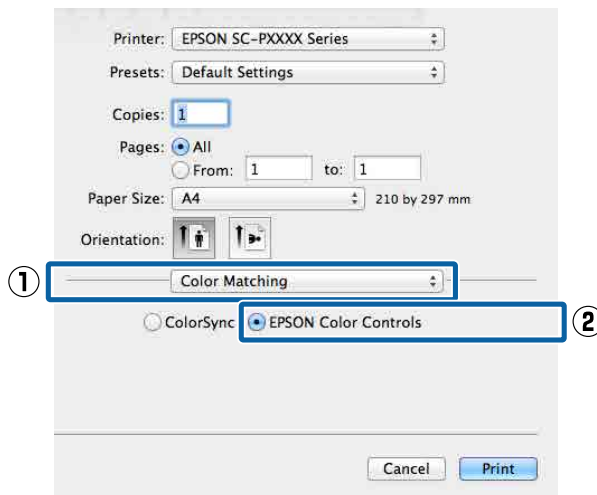 Printer: EPSON SC-PXXXX Series
Presets: Default Settings
Copies: 1
Pages: All
From: 1 to: 1
Paper Size: A4 210 by 297 mm
Orientation:
① Color Matching
ColorSync EPSON Color Controls ②
Cancel Print